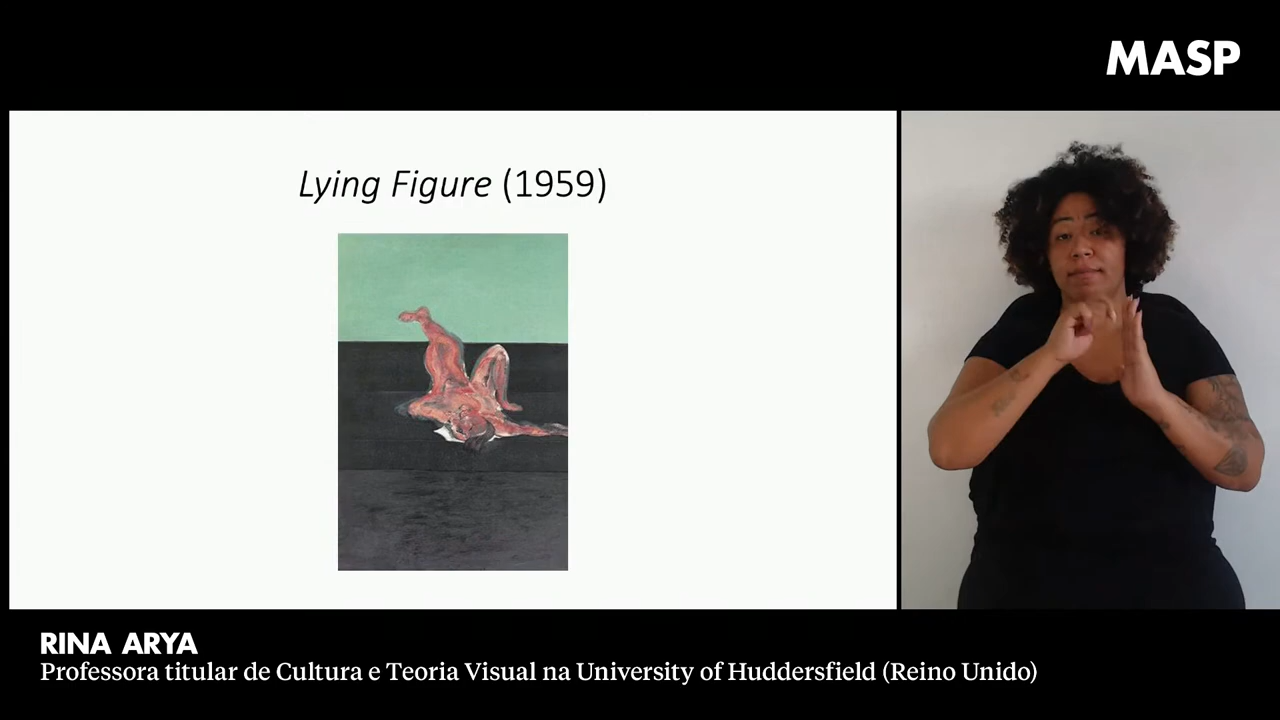 MASP
Lying Figure (1959)
RINA ARYA
Professora titular de Cultura e Teoria Visual na University of Huddersfield (Reino Unido)